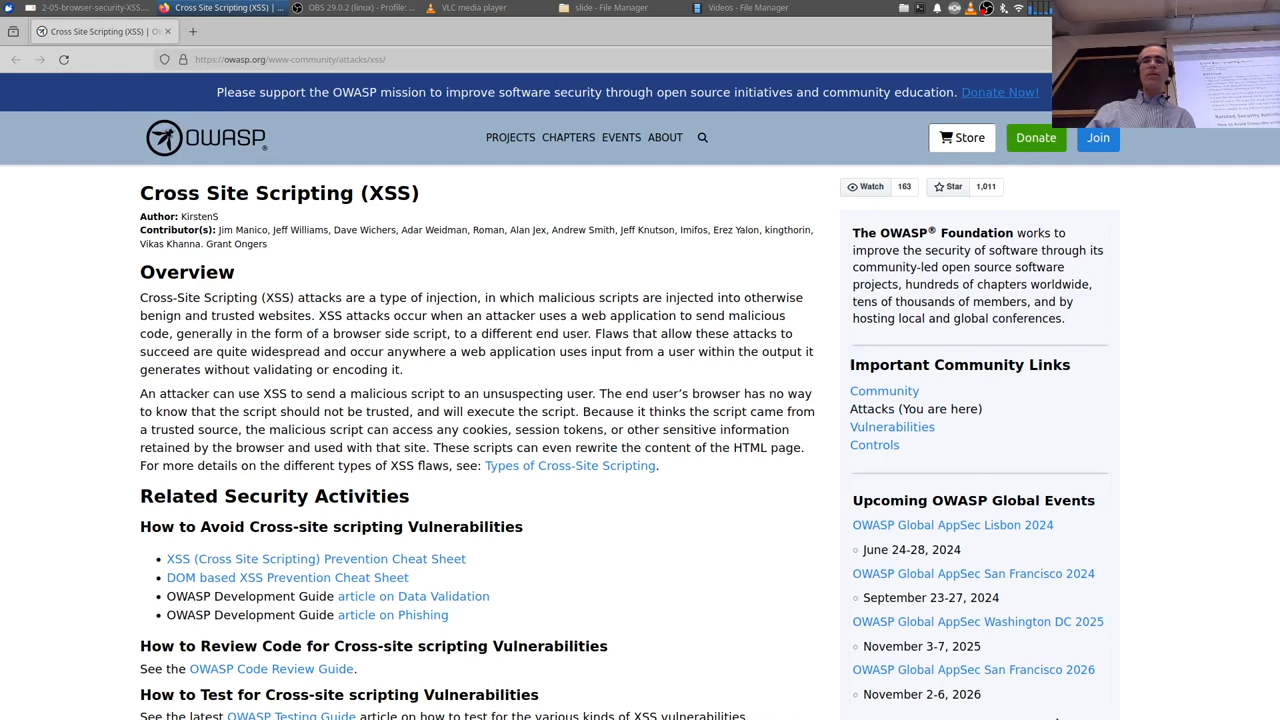 2-05-browser-security-XSS....
Cross Site Scripting (XSS) | ...
OBS 29.0.2 (linux) - Profile: ...
VLC media player
slide - File Manager
Videos - File Manager
Cross Site Scripting (XSS) | O
https://owasp.org/www-community/attacks/xss/
Please support the OWASP mission to improve software security through open source initiatives and community education. Donate Now!
OWASP®
PROJECTS CHAPTERS EVENTS ABOUT
Store
Donate
Join
Cross Site Scripting (XSS)
Author: KirstenS
Contributor(s): Jim Manico, Jeff Williams, Dave Wichers, Adar Weidman, Roman, Alan Jex, Andrew Smith, Jeff Knutson, Imifos, Erez Yalon, kingthorin,
Vikas Khanna. Grant Ongers
Overview
Cross-Site Scripting (XSS) attacks are a type of injection, in which malicious scripts are injected into otherwise
benign and trusted websites. XSS attacks occur when an attacker uses a web application to send malicious
code, generally in the form of a browser side script, to a different end user. Flaws that allow these attacks to
succeed are quite widespread and occur anywhere a web application uses input from a user within the output it
generates without validating or encoding it.
An attacker can use XSS to send a malicious script to an unsuspecting user. The end user’s browser has no way
to know that the script should not be trusted, and will execute the script. Because it thinks the script came from
a trusted source, the malicious script can access any cookies, session tokens, or other sensitive information
retained by the browser and used with that site. These scripts can even rewrite the content of the HTML page.
For more details on the different types of XSS flaws, see: Types of Cross-Site Scripting.
Related Security Activities
How to Avoid Cross-site scripting Vulnerabilities
• XSS (Cross Site Scripting) Prevention Cheat Sheet
• DOM based XSS Prevention Cheat Sheet
• OWASP Development Guide article on Data Validation
• OWASP Development Guide article on Phishing
How to Review Code for Cross-site scripting Vulnerabilities
See the OWASP Code Review Guide.
How to Test for Cross-site scripting Vulnerabilities
See the latest OWASP Testing Guide article on how to test for the various kinds of XSS vulnerabilities.
Watch 163
Star 1,011
The OWASP® Foundation works to
improve the security of software through its
community-led open source software
projects, hundreds of chapters worldwide,
tens of thousands of members, and by
hosting local and global conferences.
Important Community Links
Community
Attacks (You are here)
Vulnerabilities
Controls
Upcoming OWASP Global Events
OWASP Global AppSec Lisbon 2024
June 24-28, 2024
OWASP Global AppSec San Francisco 2024
September 23-27, 2024
OWASP Global AppSec Washington DC 2025
November 3-7, 2025
OWASP Global AppSec San Francisco 2026
November 2-6, 2026